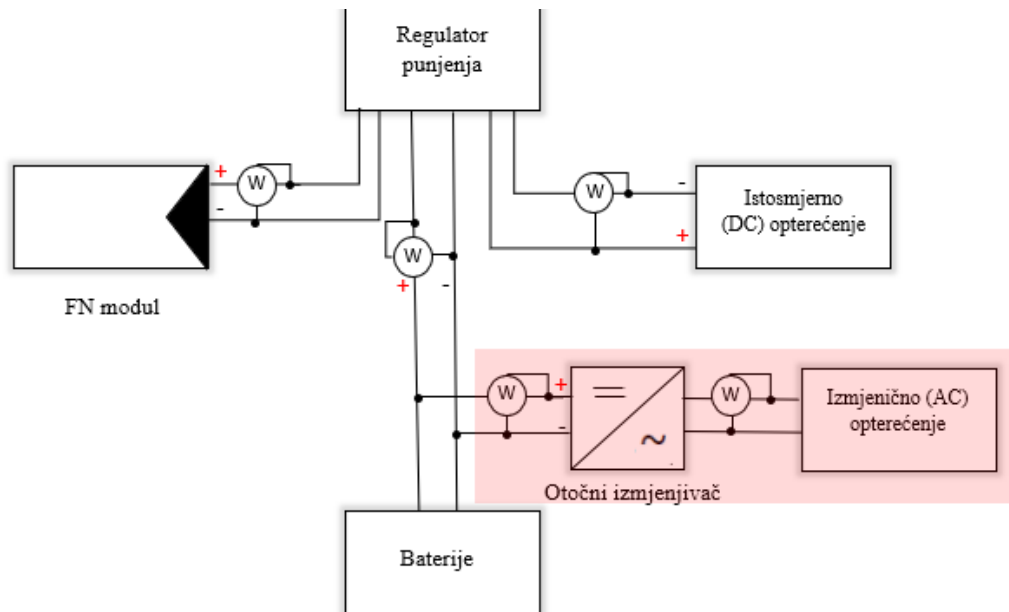 Regulator
punjenja
+
W
-
W
-
+
Istosmjerno
(DC) opterećenje
W
+
-
FN modul
W
+
-
=
~
W
Izmjenično (AC)
opterećenje
Otočni izmjenjivač
Baterije